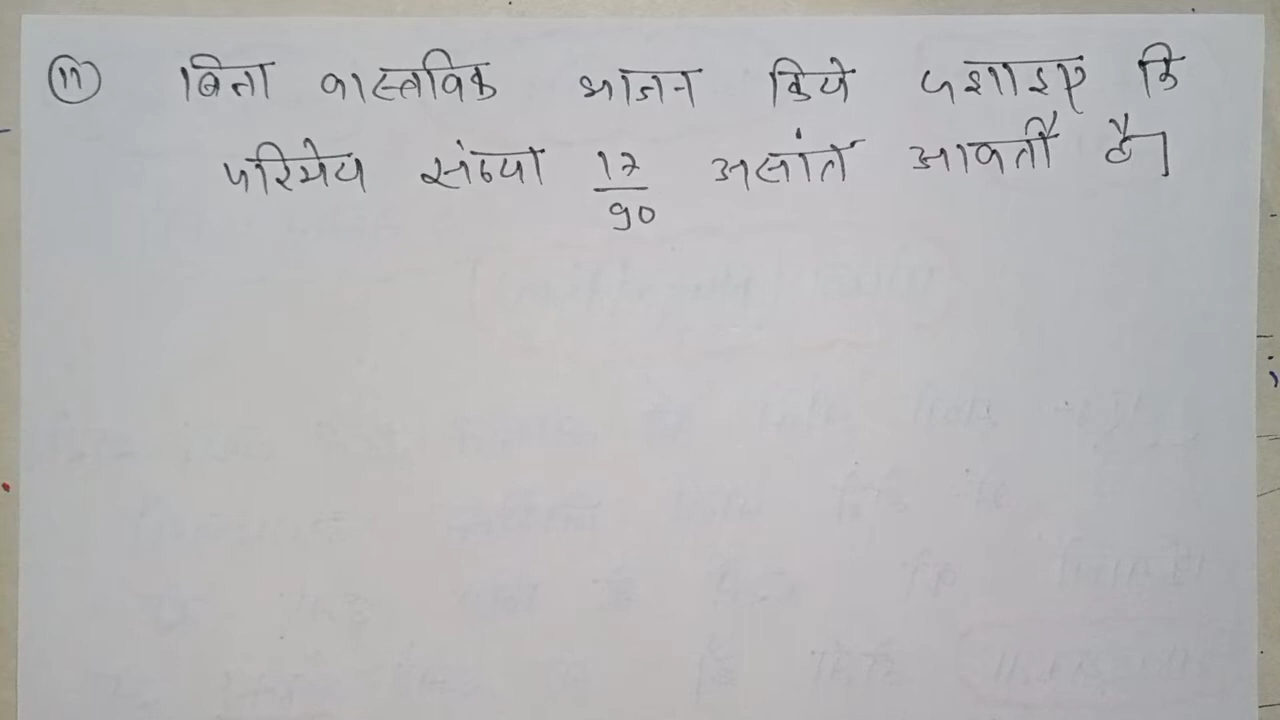 (11) बिना वास्तविक भाजन किये दर्शाइए कि
परिमेय संख्या 17/90 असांत आवर्ती है।